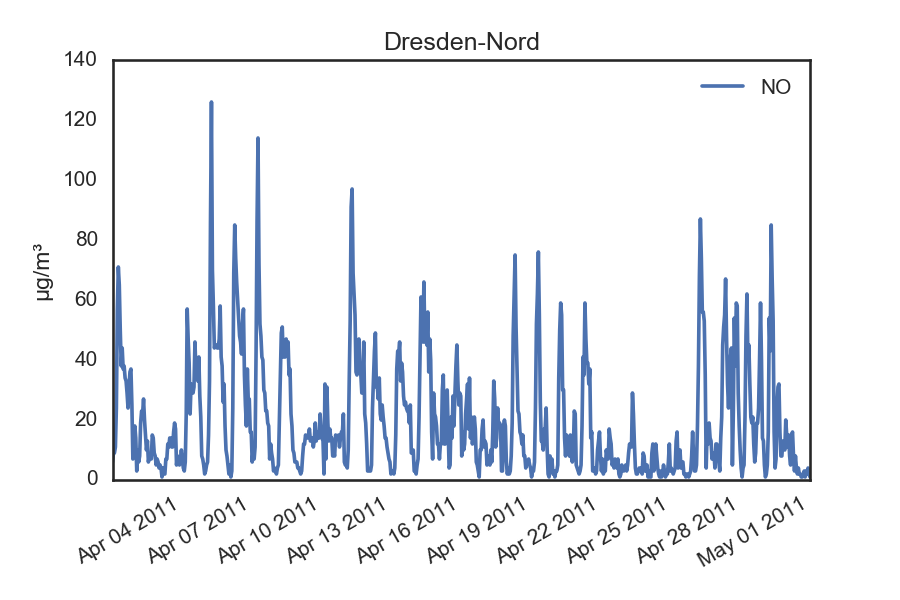 Dresden-Nord
140
120
100
80
60
40
20
0
µg/m³
NO
Apr 04 2011
Apr 07 2011
Apr 10 2011
Apr 13 2011
Apr 16 2011
Apr 19 2011
Apr 22 2011
Apr 25 2011
Apr 28 2011
May 01 2011